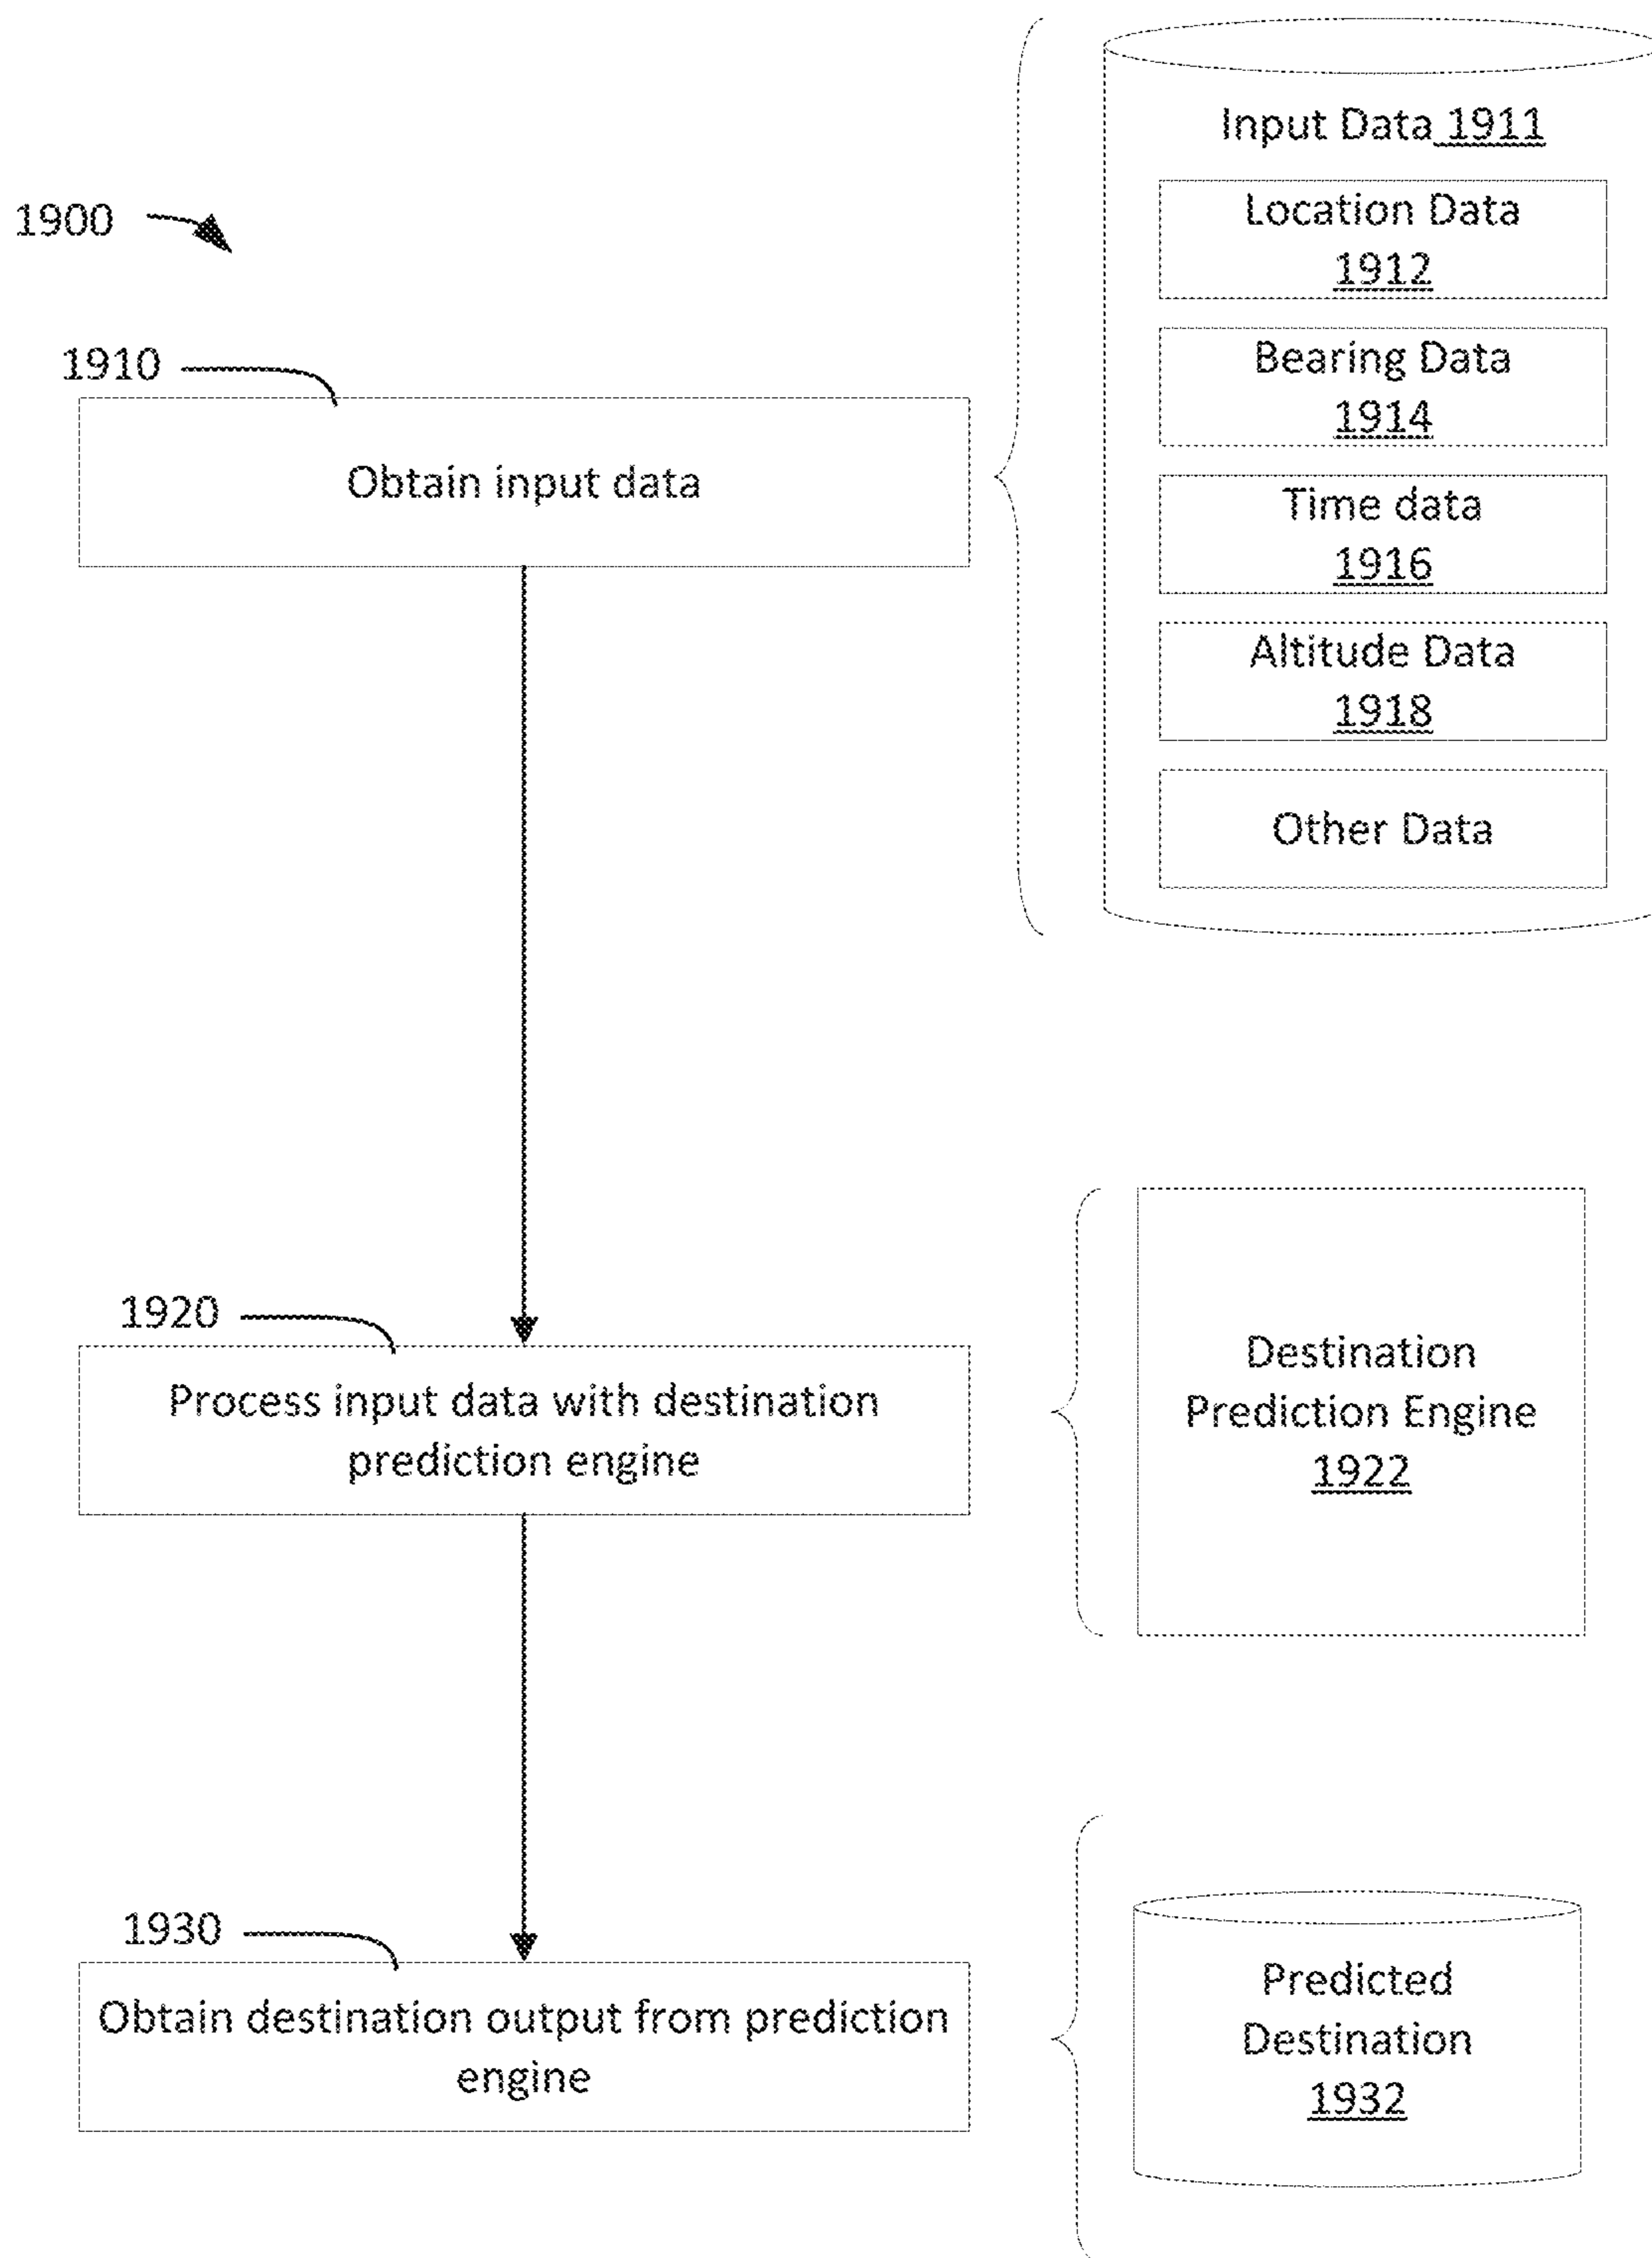 1900
1910
Obtain input data
Input Data 1911
Location Data
1912
Bearing Data
1914
Time data
1916
Altitude Data
1918
Other Data
1920
Process input data with destination
prediction engine
Destination
Prediction Engine
1922
1930
Obtain destination output from prediction
engine
Predicted
Destination
1932